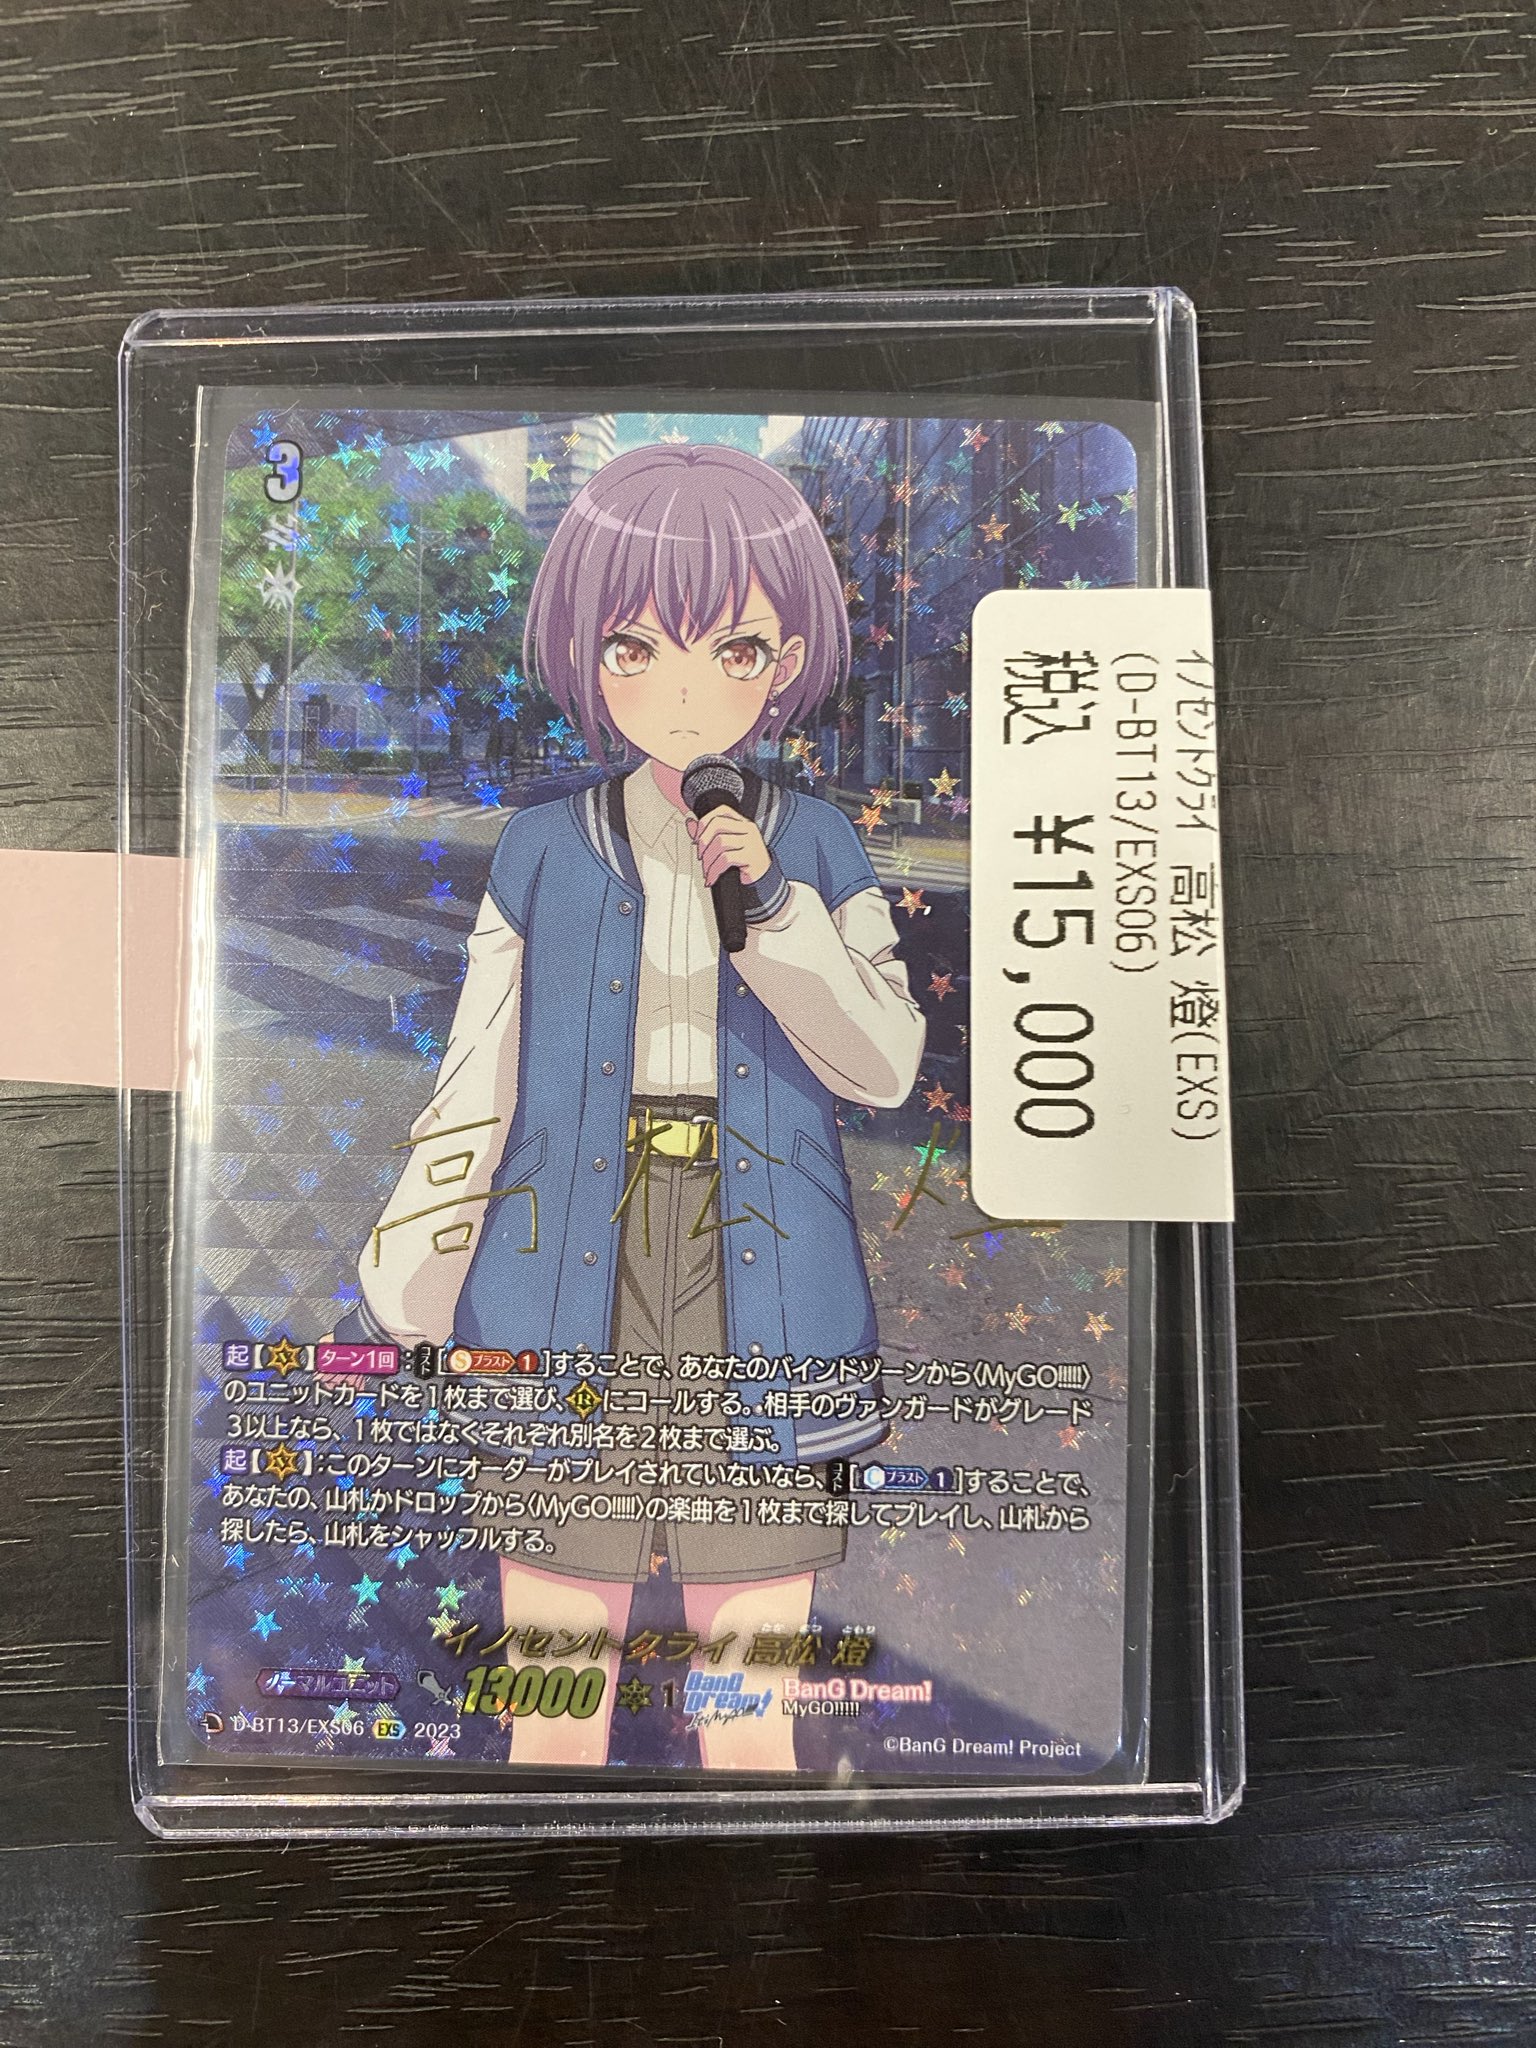 3
高松
起【V】ターン1回:コスト[Sブラスト1]することで、あなたのバインドゾーンから〈MyGO!!!!!〉
のユニットカードを1枚まで選び、Rにコールする。相手のヴァンガードがグレード
3以上なら、1枚ではなくそれぞれ別名を2枚まで選ぶ。
起【V】:このターンにオーダーがプレイされていないなら、コスト[Cブラスト1]することで、
あなたの、山札かドロップから〈MyGO!!!!!〉の楽曲を1枚まで探してプレイし、山札から
探したら、山札をシャッフルする。
イノセントクライ 高松 燈
たか まつ ともり
ノーマルユニット
13000
1
BanG Dream!
BanG Dream!
MyGO!!!!!
D-BT13/EXS06 EXS 2023
©BanG Dream! Project
イノセントクライ 高松 燈(EXS)
(D-BT13/EXS06)
税込 ¥15,000